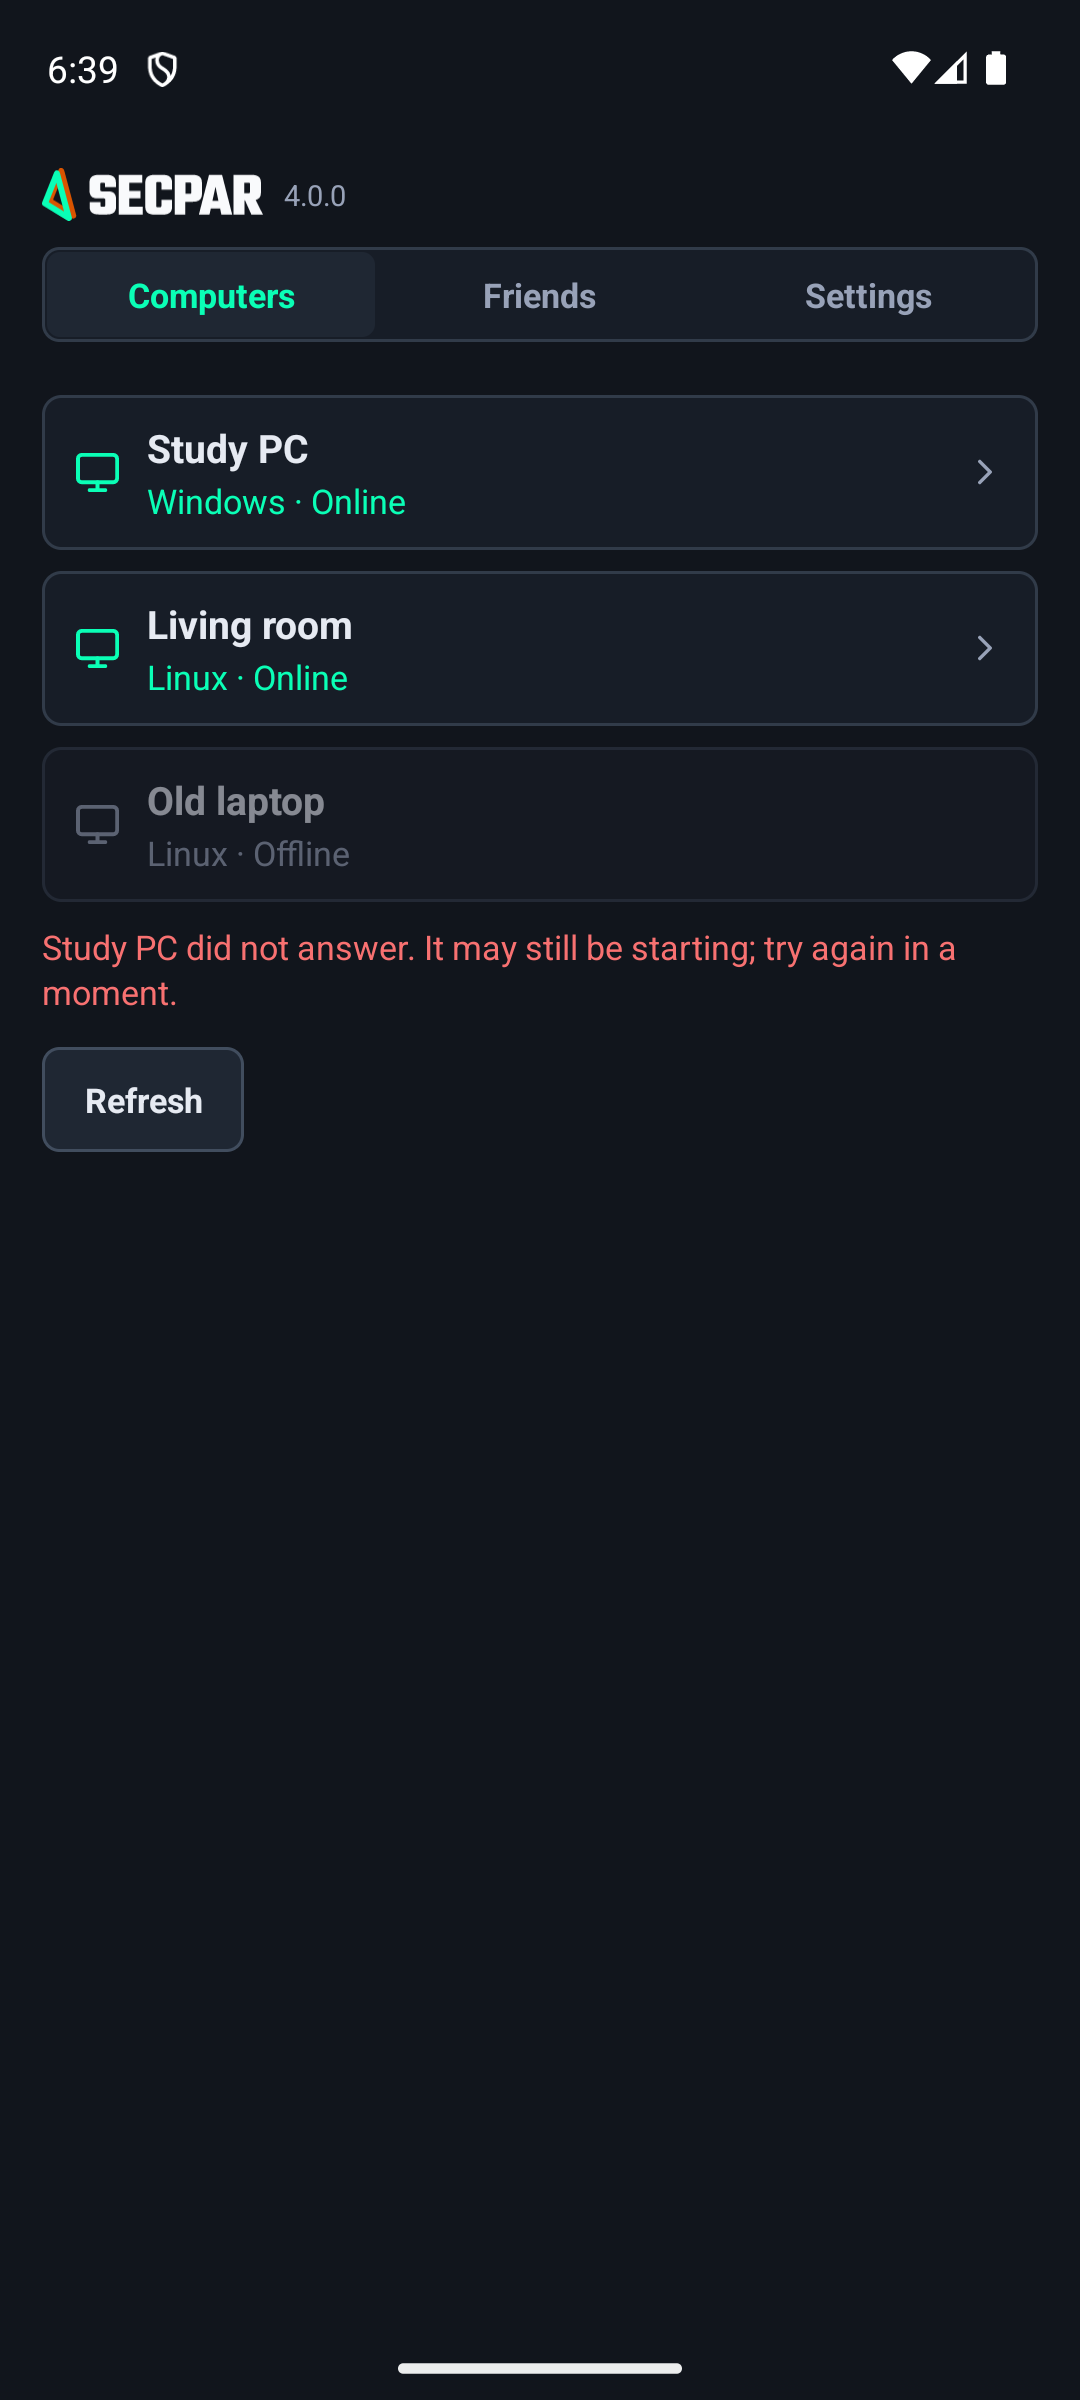 6:39
SECPAR 4.0.0
Computers Friends Settings
Study PC
Windows · Online
Living room
Linux · Online
Old laptop
Linux · Offline
Study PC did not answer. It may still be starting; try again in a
moment.
Refresh